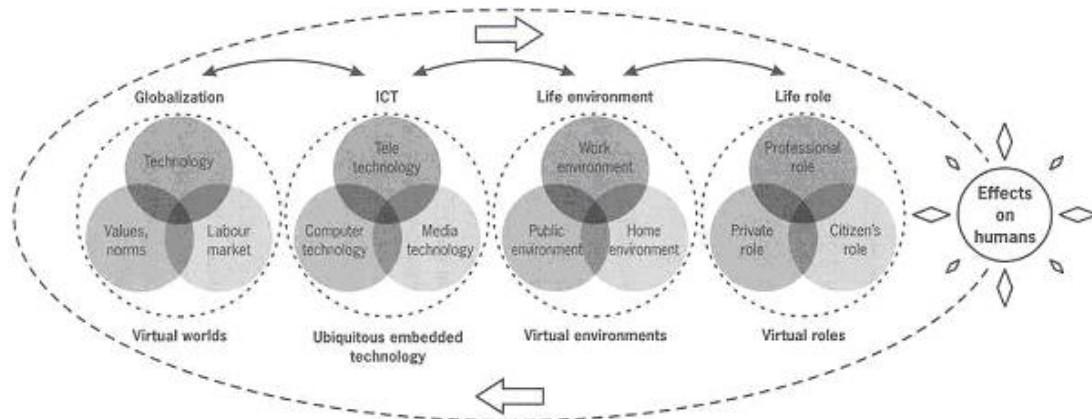 Globalization
ICT
Life environment
Life role
Technology
Values,
norms
Labour
market
Tele
technology
Computer
technology
Media
technology
Work
environment
Public
environment
Home
environment
Professional
role
Private
role
Citizen's
role
Effects
on
humans
Virtual worlds
Ubiquitous embedded
technology
Virtual environments
Virtual roles